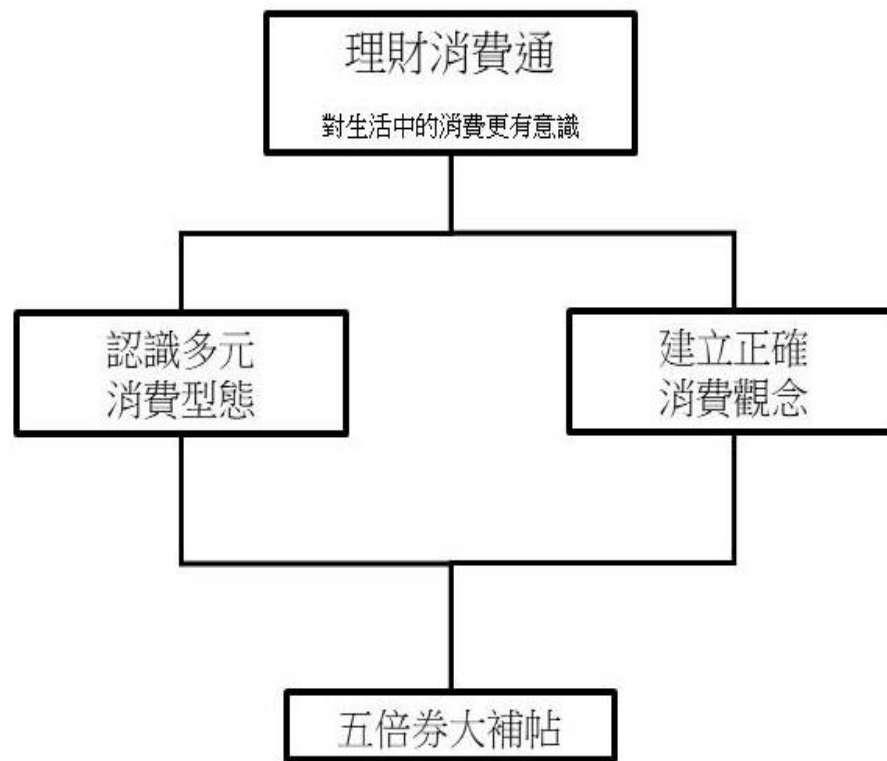 理財消費通
對生活中的消費更有意識
認識多元
消費型態
建立正確
消費觀念
五倍券大補帖